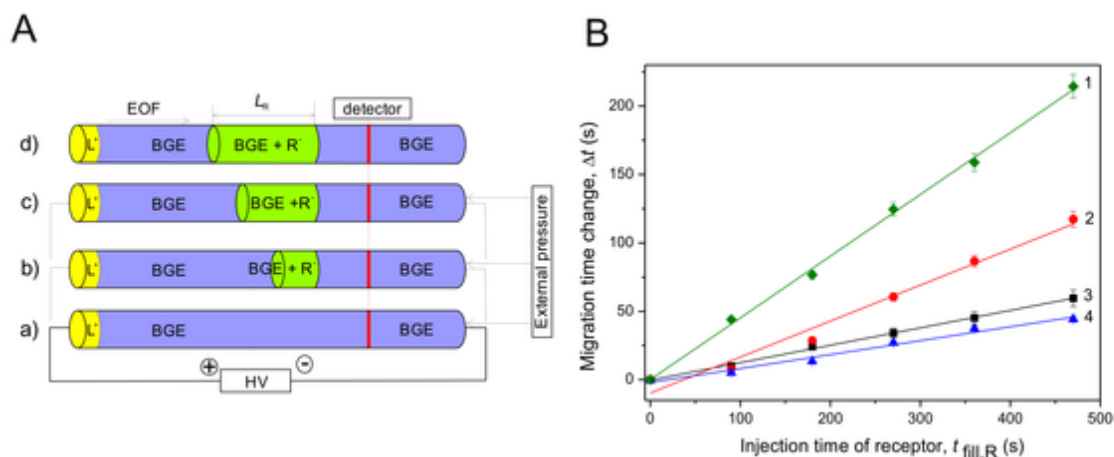 A
EOF
L_R
detector
d)
L⁺
BGE
BGE + R⁻
BGE
c)
L⁺
BGE
BGE +R⁻
BGE
b)
L⁺
BGE
BGE + R⁻
BGE
a)
L⁺
BGE
BGE
External pressure
+
-
HV
B
Migration time change, Δt (s)
200
150
100
50
0
1
2
3
4
0
100
200
300
400
500
Injection time of receptor, t fill,R (s)